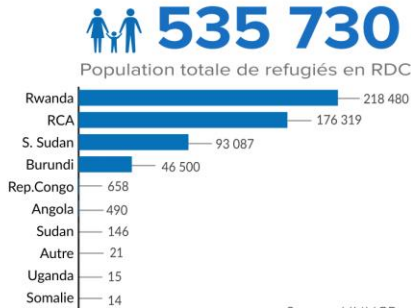 535 730
Population totale de refugiés en RDC
Rwanda 218 480
RCA 176 319
S. Sudan 93 087
Burundi 46 500
Rep.Congo 658
Angola 490
Sudan 146
Autre 21
Uganda 15
Somalie 14